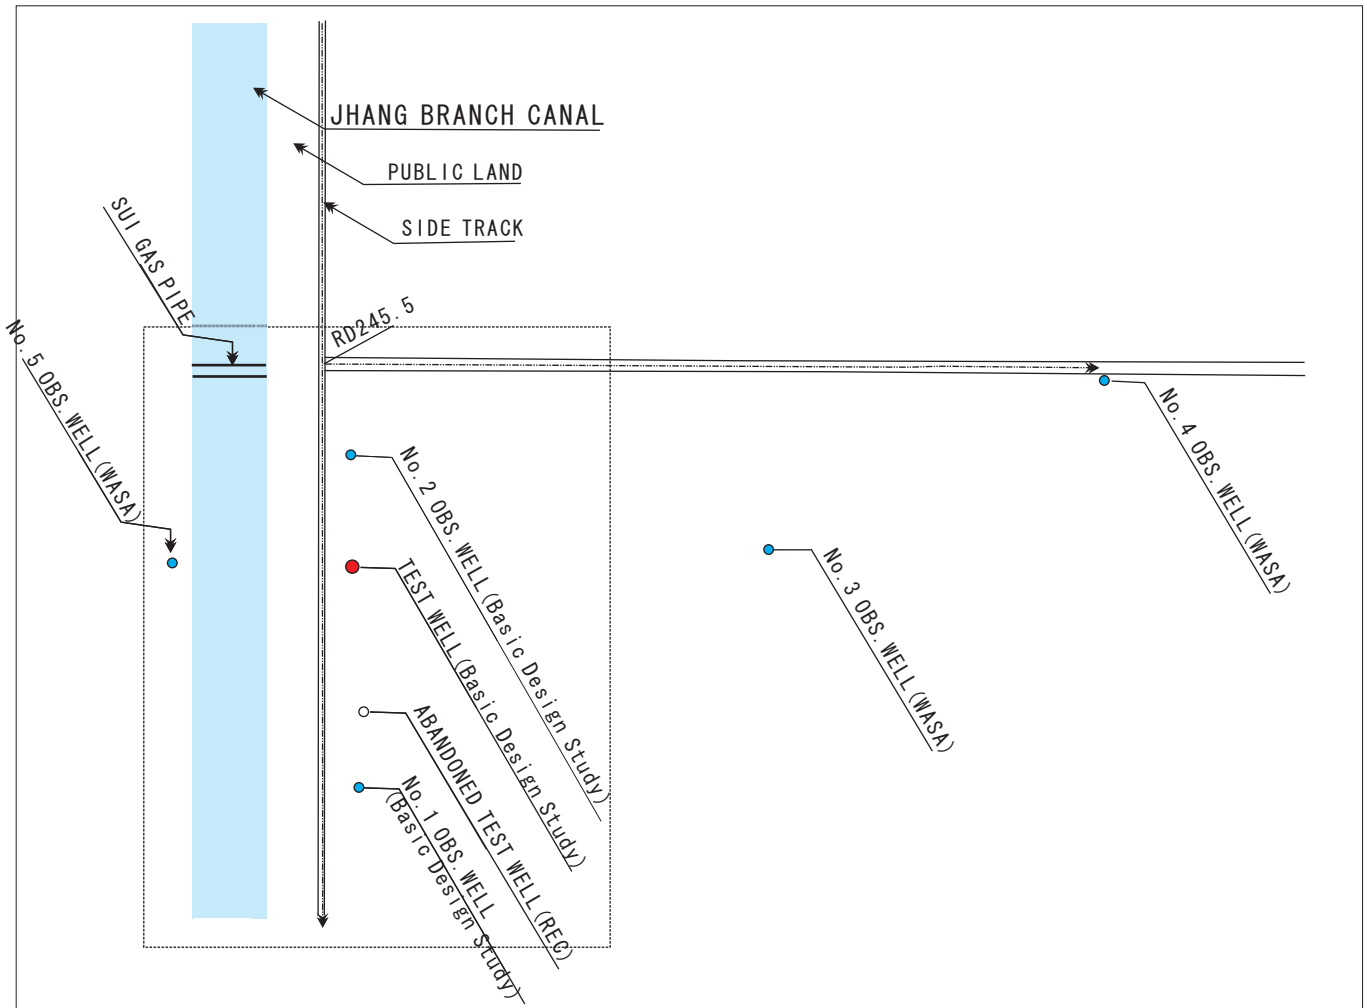 JHANG BRANCH CANAL
PUBLIC LAND
SIDE TRACK
SUI GAS PIPE
RD245.5
No.5 OBS.WELL(WASA)
No.4 OBS.WELL(WASA)
No.2 OBS.WELL(Basic Design Study)
No.3 OBS.WELL(WASA)
TEST WELL(Basic Design Study)
ABANDONED TEST WELL(REC)
No.1 OBS.WELL
(Basic Design Study)